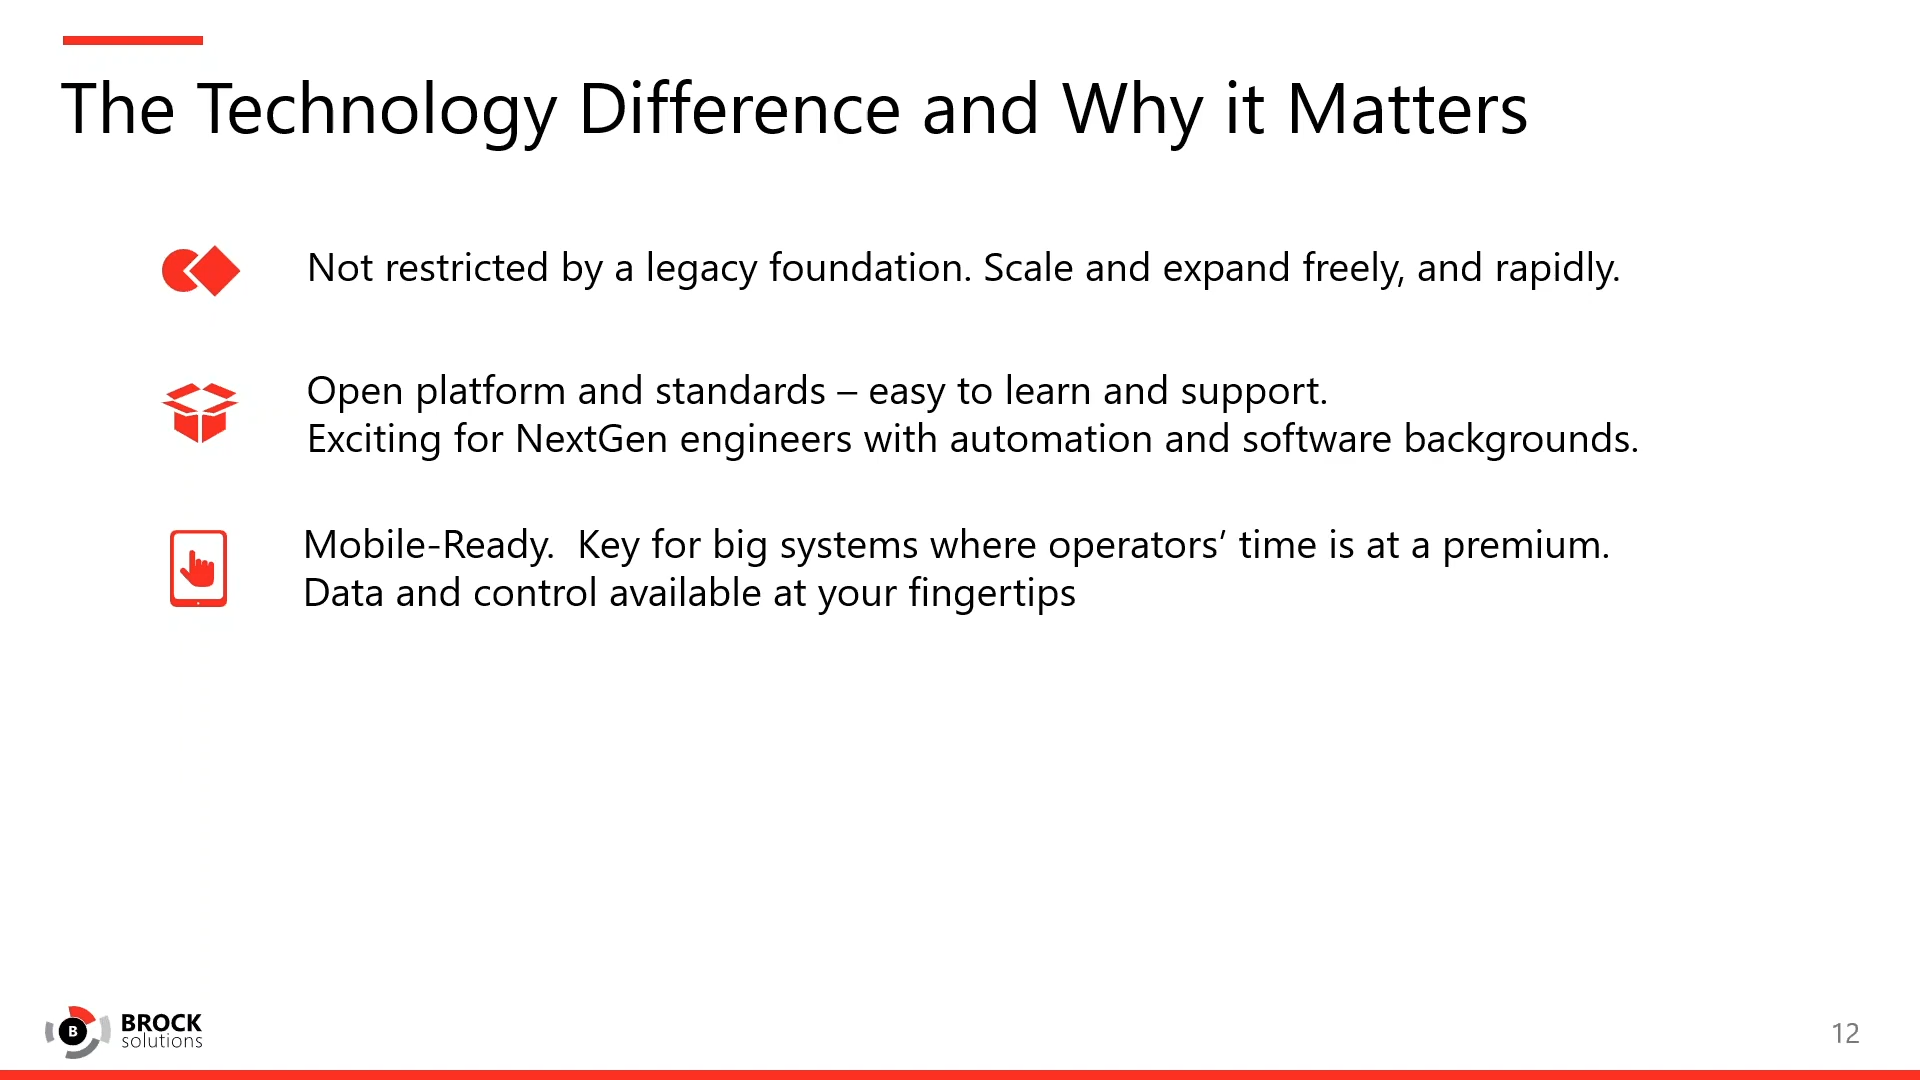 The Technology Difference and Why it Matters
Not restricted by a legacy foundation. Scale and expand freely, and rapidly.
Open platform and standards – easy to learn and support.
Exciting for NextGen engineers with automation and software backgrounds.
Mobile-Ready.  Key for big systems where operators’ time is at a premium.
Data and control available at your fingertips
B
BROCK
solutions
12